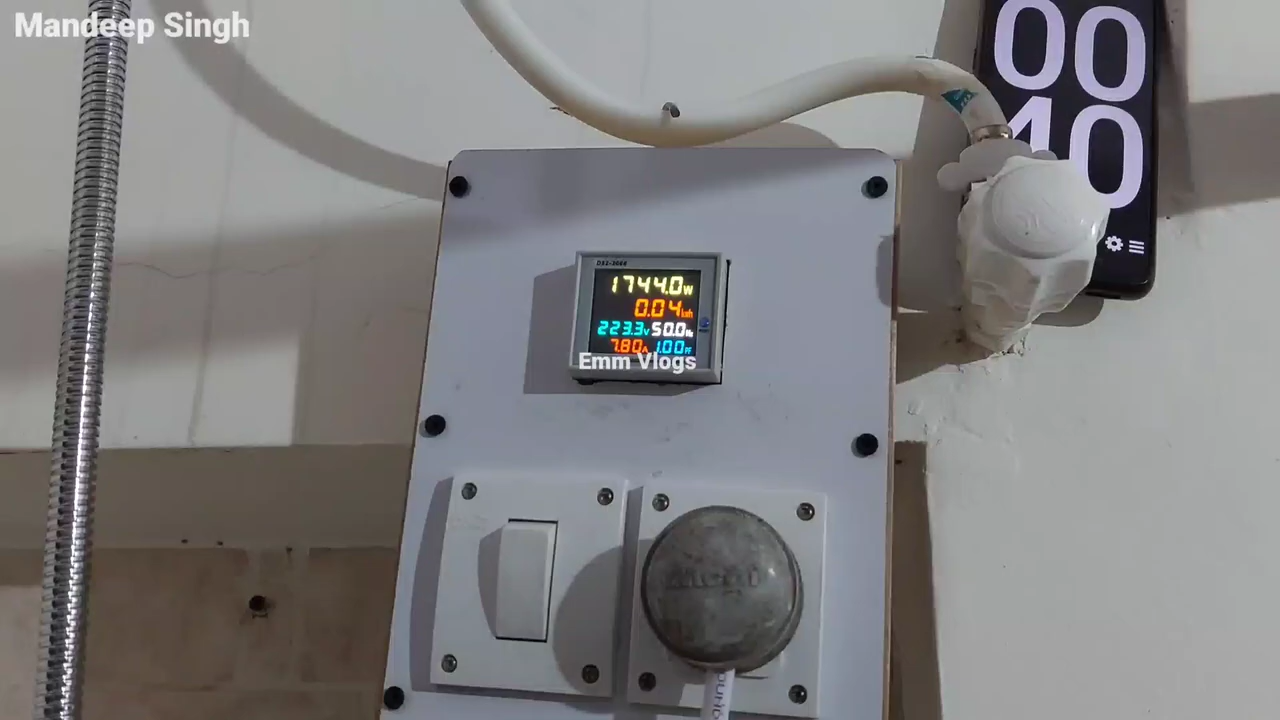 Mandeep Singh
00
40
D52-2066
1744.0w
0.04kwh
223.3v 50.0Hz
7.80A 1.00PF
Emm Vlogs